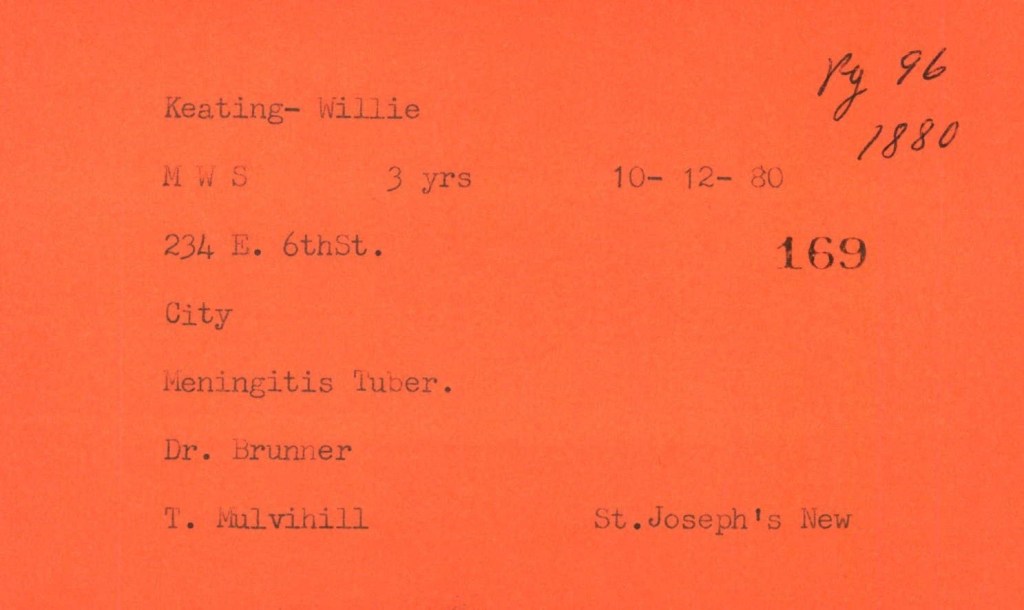 Pg 96
1880
Keating- Willie
M W S 3 yrs 10- 12- 80
234 E. 6thSt.
169
City
Meningitis Tuber.
Dr. Brunner
T. Mulvihill St.Joseph's New